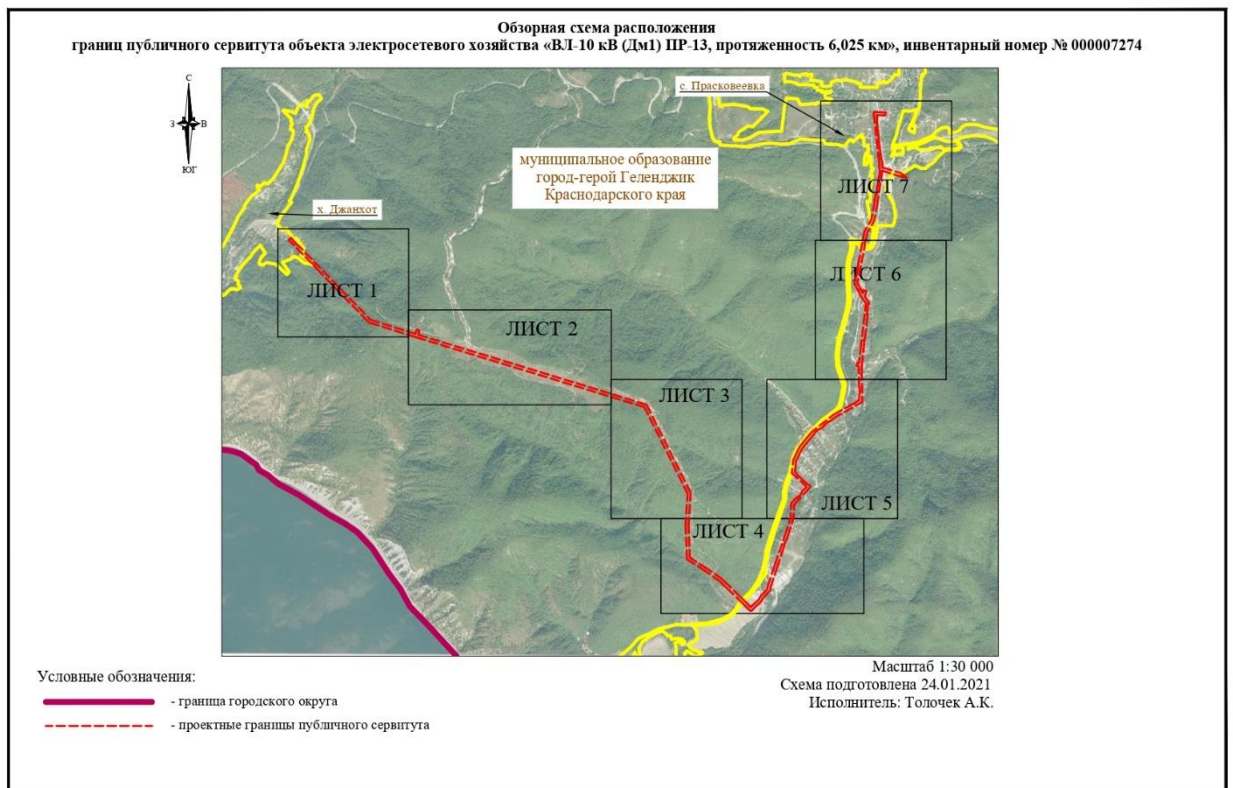 Обзорная схема расположения
границ публичного сервитута объекта электросетевого хозяйства «ВЛ-10 кВ (Дм1) ПР-13, протяженность 6,025 км», инвентарный номер № 000007274
С
З В
ЮГ
с. Прасковеевка
муниципальное образование
город-герой Геленджик
Краснодарского края
х. Джанхот
ЛИСТ 7
ЛИСТ 6
ЛИСТ 1
ЛИСТ 2
ЛИСТ 3
ЛИСТ 5
ЛИСТ 4
Масштаб 1:30 000
Схема подготовлена 24.01.2021
Исполнитель: Толочек А.К.
Условные обозначения:
- граница городского округа
- проектные границы публичного сервитута